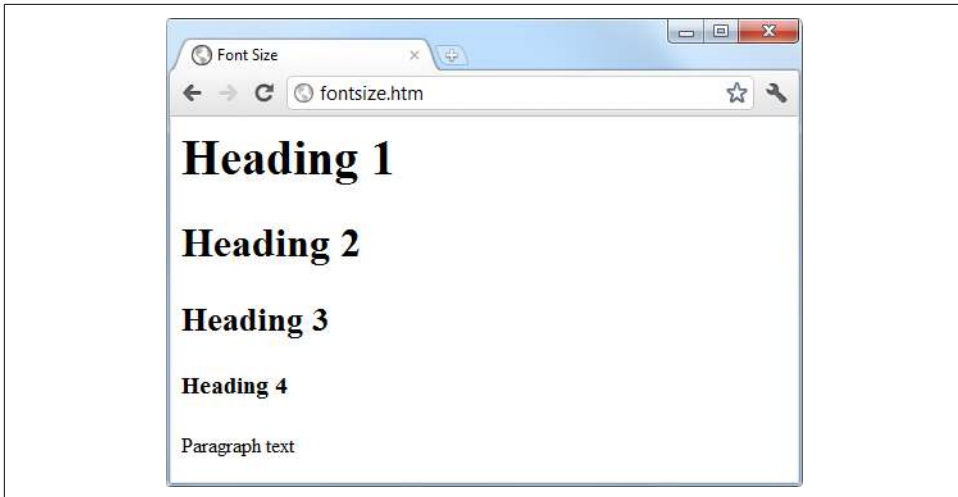 Font Size
fontsize.htm
Heading 1
Heading 2
Heading 3
Heading 4
Paragraph text